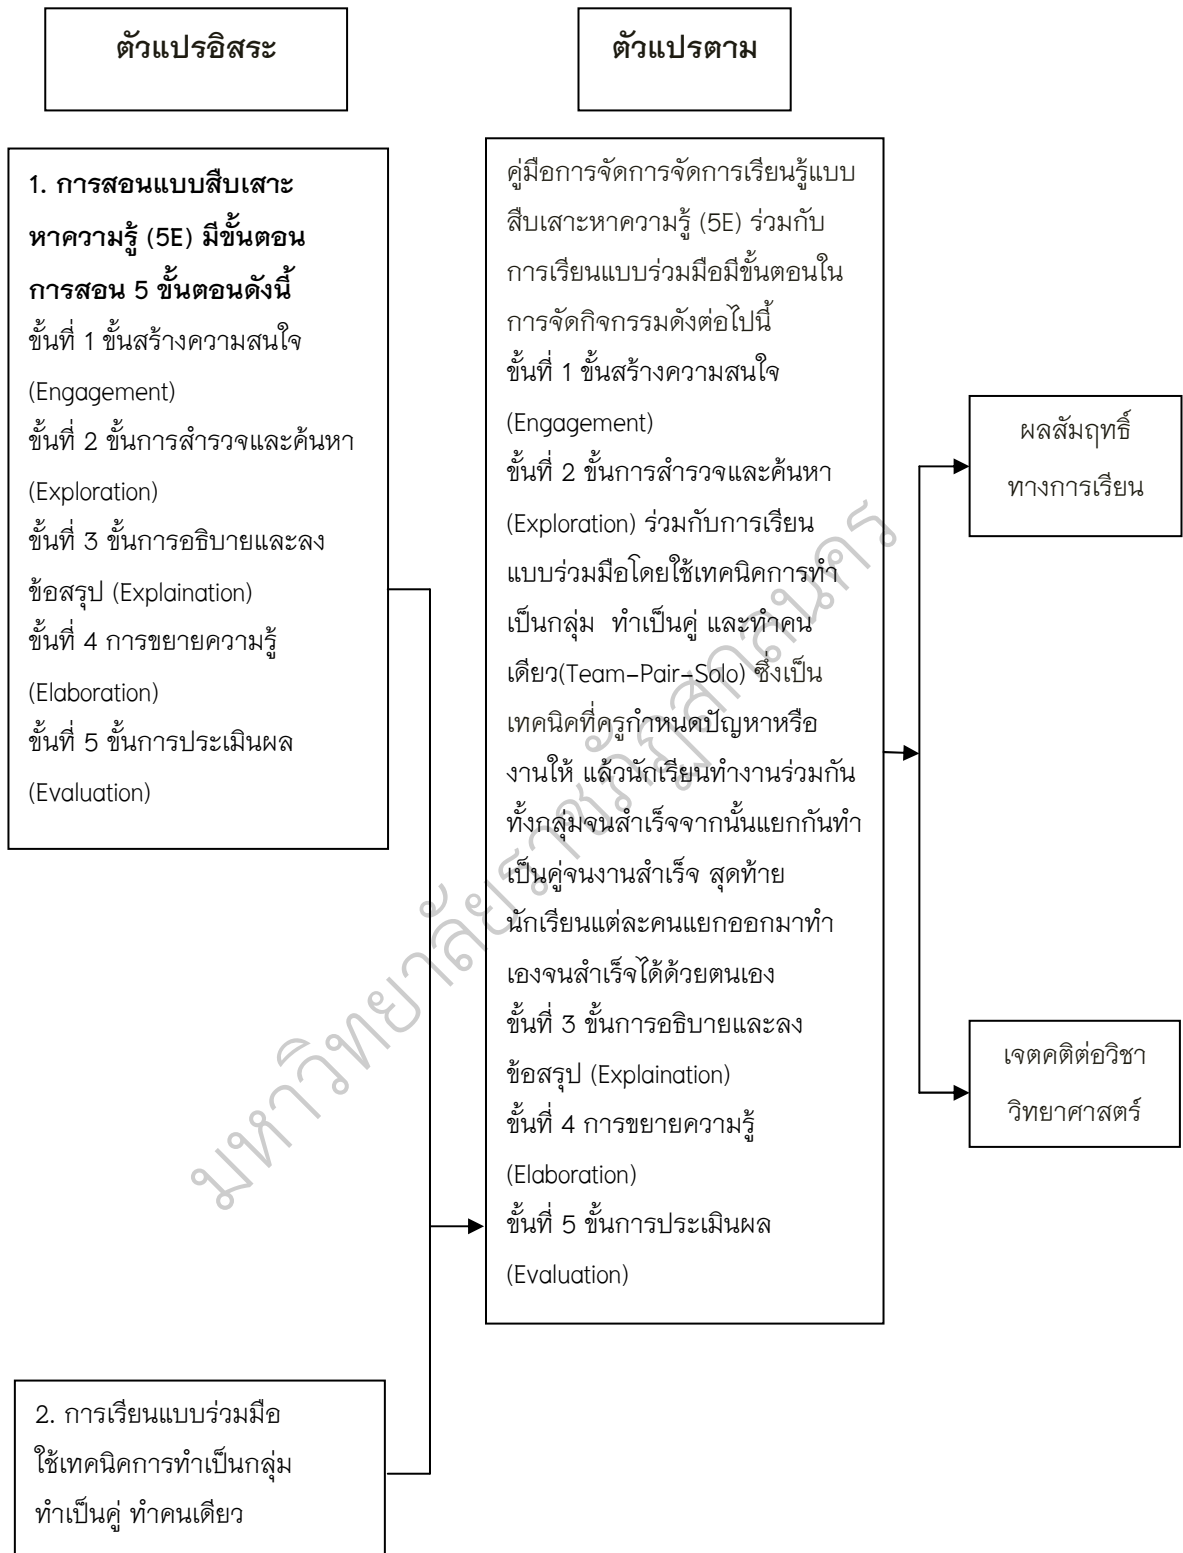 ตัวแปรอิสระ
ตัวแปรตาม
1. การสอนแบบสืบเสาะ
หาความรู้ (5E) มีขั้นตอน
การสอน 5 ขั้นตอนดังนี้
ขั้นที่ 1 ขั้นสร้างความสนใจ
(Engagement)
ขั้นที่ 2 ขั้นการสำรวจและค้นหา
(Exploration)
ขั้นที่ 3 ขั้นการอธิบายและลง
ข้อสรุป (Explaination)
ขั้นที่ 4 การขยายความรู้
(Elaboration)
ขั้นที่ 5 ขั้นการประเมินผล
(Evaluation)
2. การเรียนแบบร่วมมือ
ใช้เทคนิคการทำเป็นกลุ่ม
ทำเป็นคู่ ทำคนเดียว
คู่มือการจัดการจัดการเรียนรู้แบบ
สืบเสาะหาความรู้ (5E) ร่วมกับ
การเรียนแบบร่วมมือมีขั้นตอนใน
การจัดกิจกรรมดังต่อไปนี้
ขั้นที่ 1 ขั้นสร้างความสนใจ
(Engagement)
ขั้นที่ 2 ขั้นการสำรวจและค้นหา
(Exploration) ร่วมกับการเรียน
แบบร่วมมือโดยใช้เทคนิคการทำ
เป็นกลุ่ม ทำเป็นคู่ และทำคน
เดียว(Team–Pair–Solo) ซึ่งเป็น
เทคนิคที่ครูกำหนดปัญหาหรือ
งานให้ แล้วนักเรียนทำงานร่วมกัน
ทั้งกลุ่มจนสำเร็จจากนั้นแยกกันทำ
เป็นคู่จนงานสำเร็จ สุดท้าย
นักเรียนแต่ละคนแยกออกมาทำ
เองจนสำเร็จได้ด้วยตนเอง
ขั้นที่ 3 ขั้นการอธิบายและลง
ข้อสรุป (Explaination)
ขั้นที่ 4 การขยายความรู้
(Elaboration)
ขั้นที่ 5 ขั้นการประเมินผล
(Evaluation)
ผลสัมฤทธิ์
ทางการเรียน
เจตคติต่อวิชา
วิทยาศาสตร์
มหาวิทยาลัยราชภัฏสกลนคร